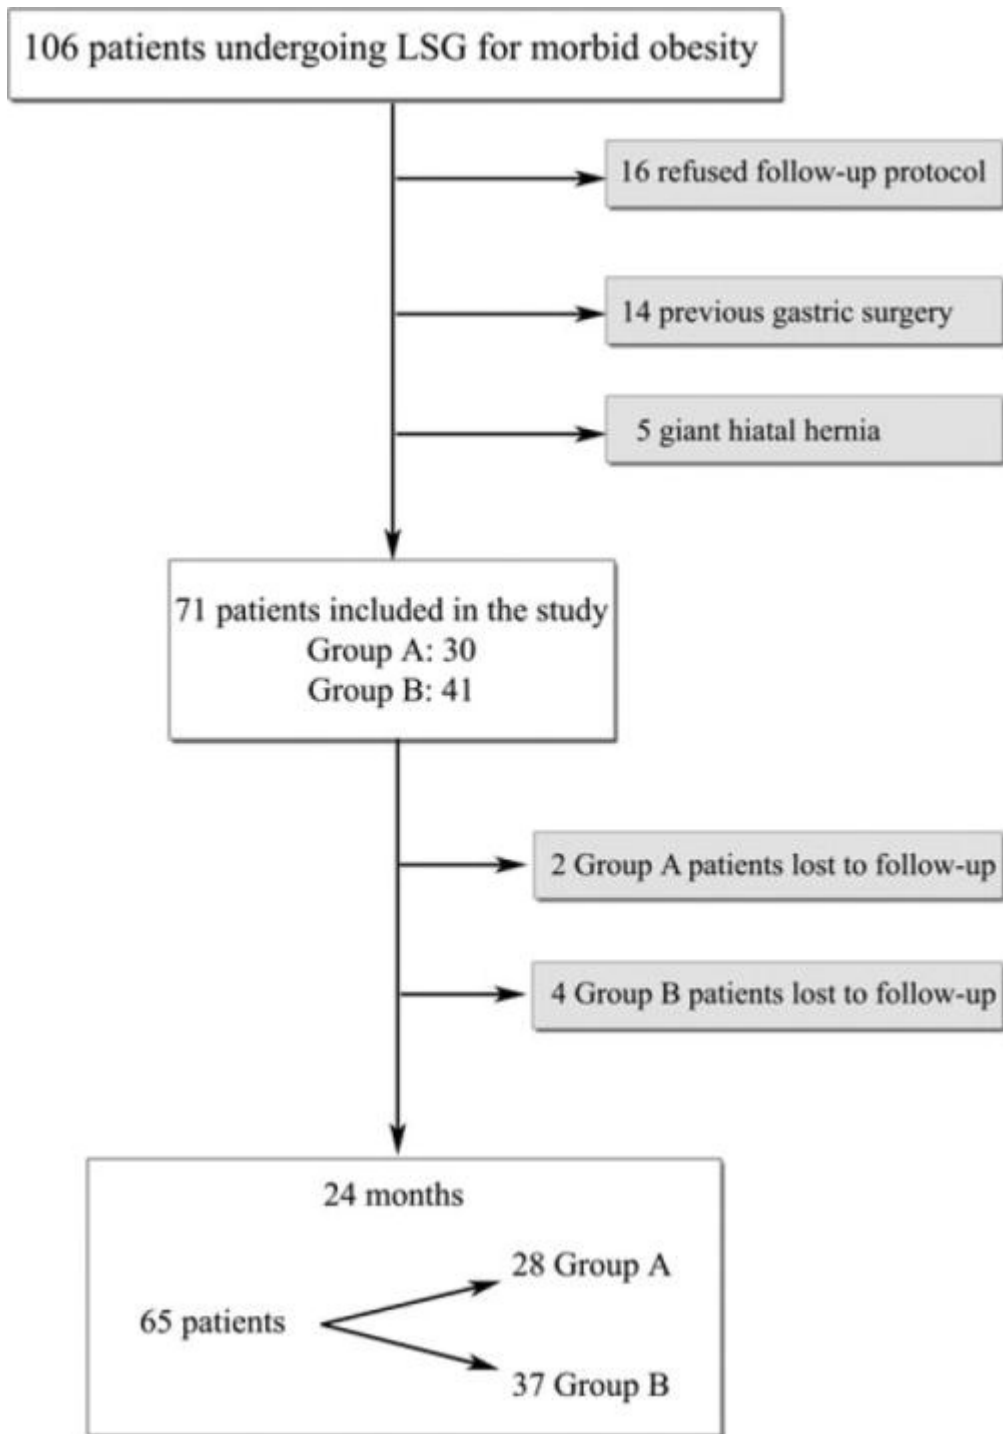 106 patients undergoing LSG for morbid obesity
16 refused follow-up protocol
14 previous gastric surgery
5 giant hiatal hernia
71 patients included in the study
Group A: 30
Group B: 41
2 Group A patients lost to follow-up
4 Group B patients lost to follow-up
24 months
28 Group A
65 patients
37 Group B